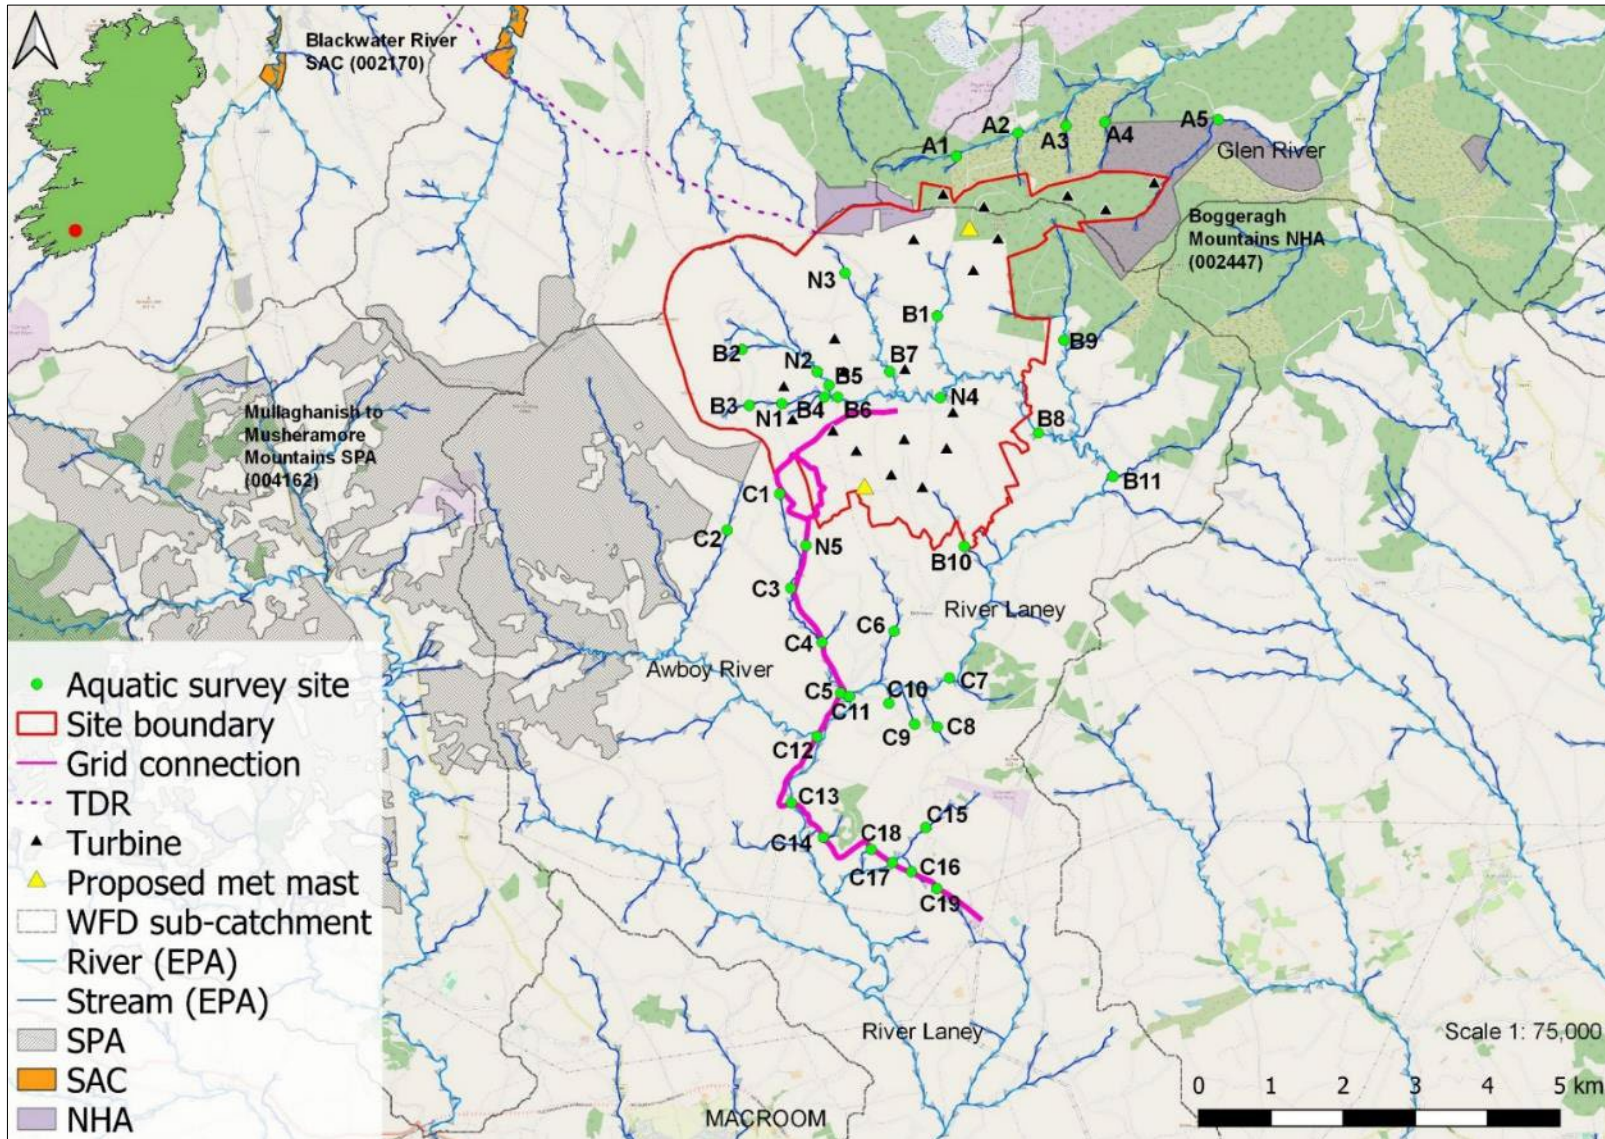 Blackwater River
SAC (002170)
A1
A2
A3
A4
A5
Glen River
Boggeragh
Mountains NHA
(002447)
N3
B1
B2
N2
B7
B9
B5
B3
N1
B4
B6
N4
B8
Mullaghanish to
Musheramore
Mountains SPA
(004162)
C1
B11
C2
N5
B10
C3
River Laney
C6
C4
Awboy River
C5
C10
C7
C11
C9
C8
C12
C13
C15
C14
C18
C16
C17
C19
River Laney
MACROOM
Aquatic survey site
Site boundary
Grid connection
TDR
Turbine
Proposed met mast
WFD sub-catchment
River (EPA)
Stream (EPA)
SPA
SAC
NHA
Scale 1: 75,000
0 1 2 3 4 5 km